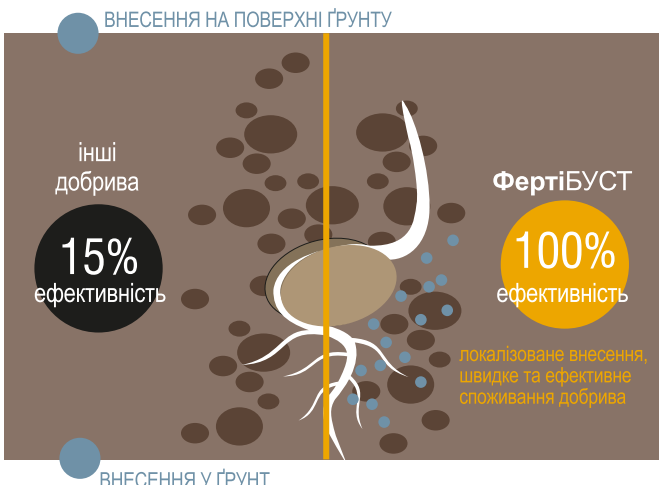 ВНЕСЕННЯ НА ПОВЕРХНІ ҐРУНТУ
інші
добрива
15%
ефективність
ФертіБУСТ
100%
ефективність
локалізоване внесення,
швидке та ефективне
споживання добрива
ВНЕСЕННЯ У ҐРУНТ